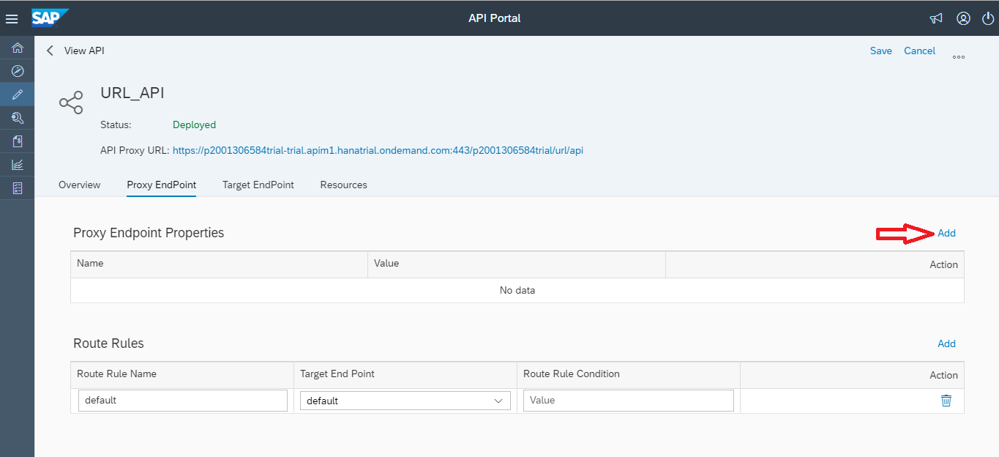 SAP API Portal
View API Save Cancel ...
URL_API
Status: Deployed
API Proxy URL: https://p2001306584trial-trial.apim1.hanatrial.ondemand.com:443/p2001306584trial/url/api
Overview Proxy EndPoint Target EndPoint Resources
Proxy Endpoint Properties Add
Name Value Action
No data
Route Rules Add
Route Rule Name Target End Point Route Rule Condition Action
default default Value